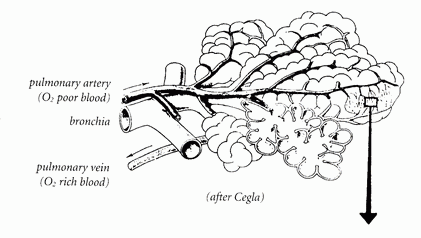 pulmonary artery
(O₂ poor blood)
bronchia
pulmonary vein
(O₂ rich blood)
(after Cegla)